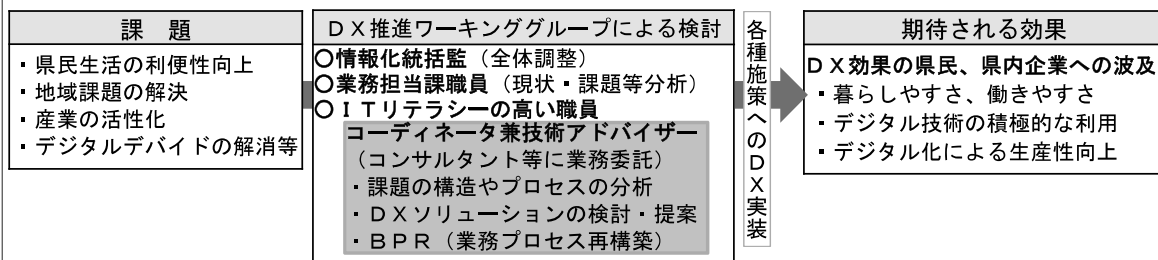 課　題
・県民生活の利便性向上
・地域課題の解決
・産業の活性化
・デジタルデバイドの解消等
ＤＸ推進ワーキンググループによる検討
〇情報化統括監（全体調整）
〇業務担当課職員（現状・課題等分析）
〇ＩＴリテラシーの高い職員
コーディネータ兼技術アドバイザー
（コンサルタント等に業務委託）
・課題の構造やプロセスの分析
・ＤＸソリューションの検討・提案
・ＢＰＲ（業務プロセス再構築）
各種施策へのＤＸ実装
期待される効果
ＤＸ効果の県民、県内企業への波及
・暮らしやすさ、働きやすさ
・デジタル技術の積極的な利用
・デジタル化による生産性向上